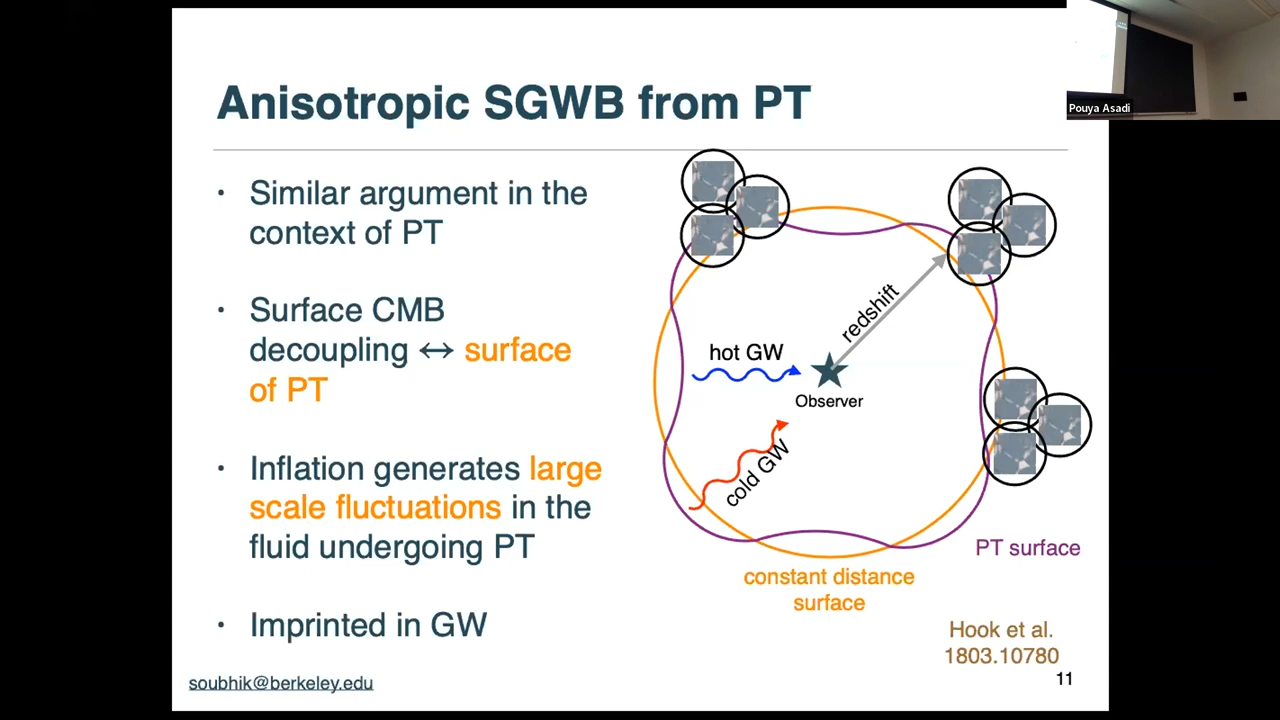 Anisotropic SGWB from PT
Pouya Asadi
• Similar argument in the
context of PT
• Surface CMB
decoupling ↔ surface
of PT
• Inflation generates large
scale fluctuations in the
fluid undergoing PT
• Imprinted in GW
redshift
hot GW
Observer
cold GW
PT surface
constant distance
surface
Hook et al.
1803.10780
soubhik@berkeley.edu
11